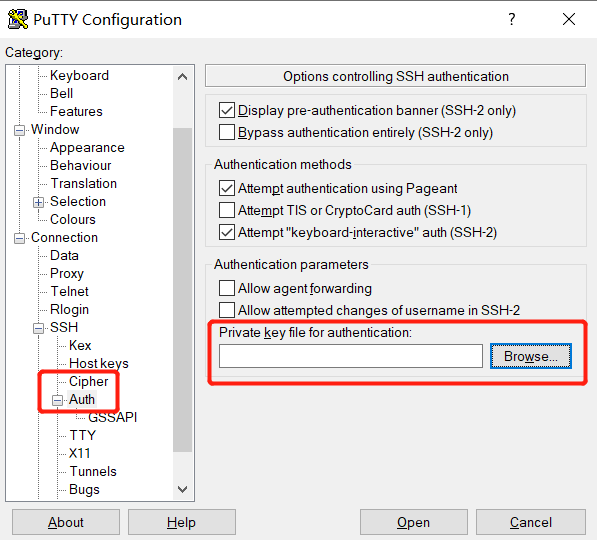 PuTTY Configuration
?
Category:
Keyboard
Bell
Features
Window
Appearance
Behaviour
Translation
Selection
Colours
Connection
Data
Proxy
Telnet
Rlogin
SSH
Kex
Host keys
Cipher
Auth
GSSAPI
TTY
X11
Tunnels
Bugs
Options controlling SSH authentication
Display pre-authentication banner (SSH-2 only)
Bypass authentication entirely (SSH-2 only)
Authentication methods
Attempt authentication using Pageant
Attempt TIS or CryptoCard auth (SSH-1)
Attempt "keyboard-interactive" auth (SSH-2)
Authentication parameters
Allow agent forwarding
Allow attempted changes of username in SSH-2
Private key file for authentication:
Browse...
About
Help
Open
Cancel